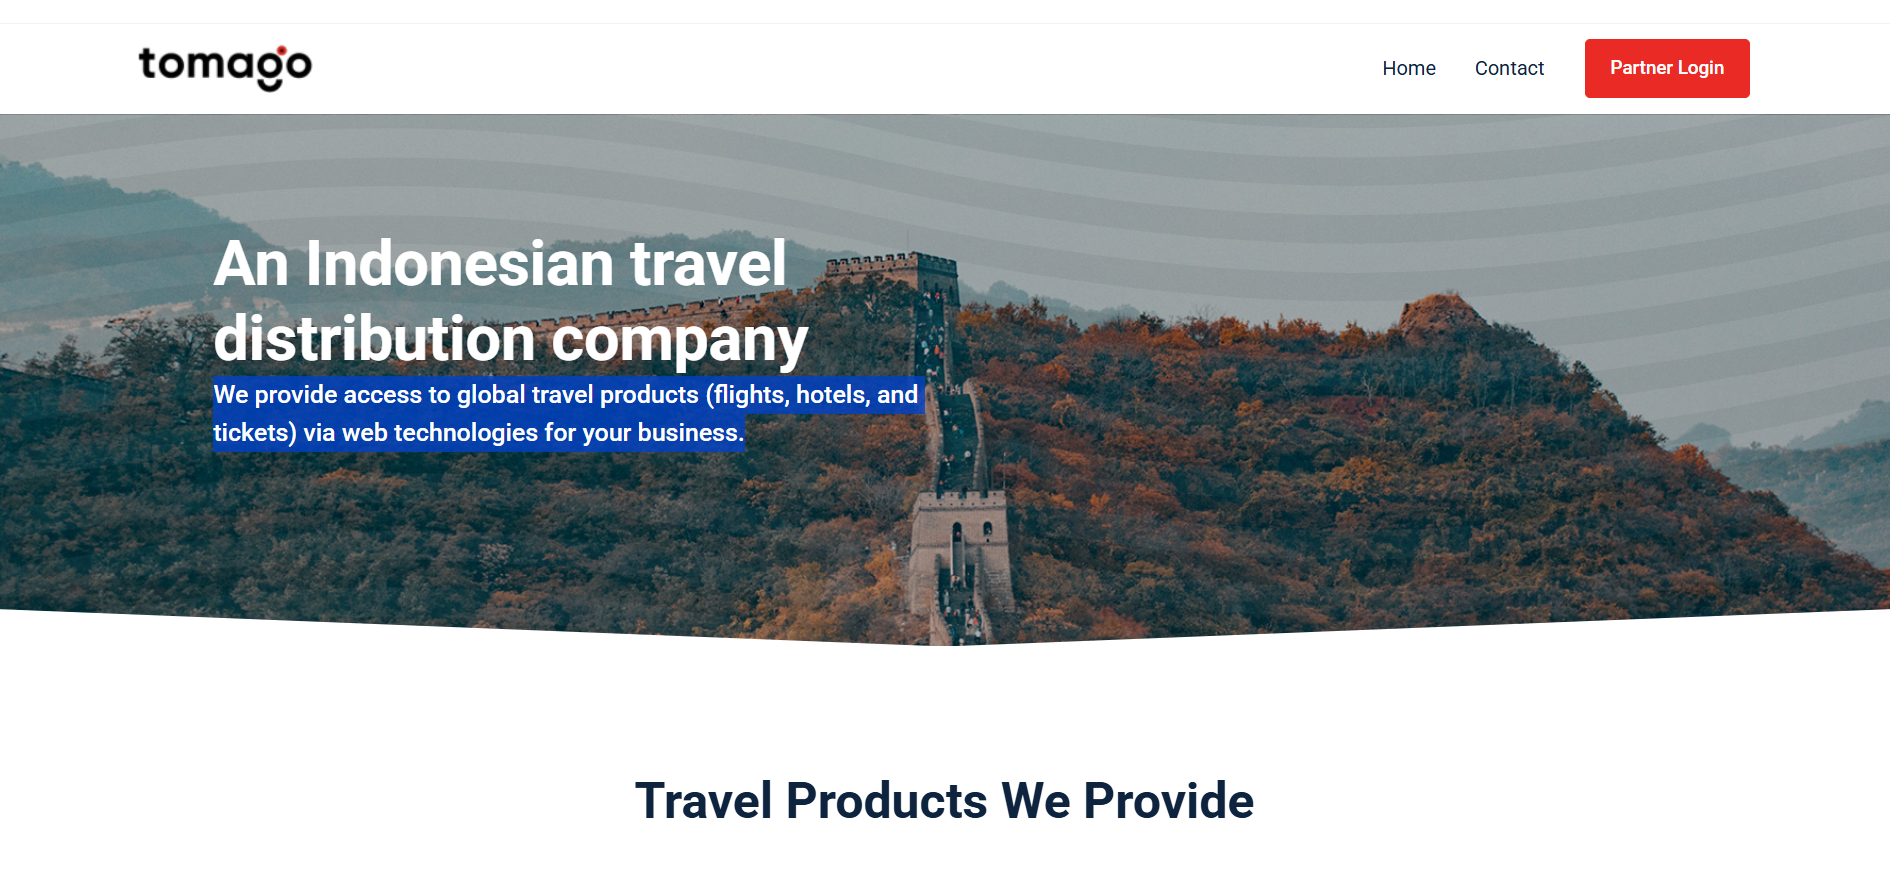 tomago
Home
Contact
Partner Login
An Indonesian travel
distribution company
We provide access to global travel products (flights, hotels, and
tickets) via web technologies for your business.
Travel Products We Provide